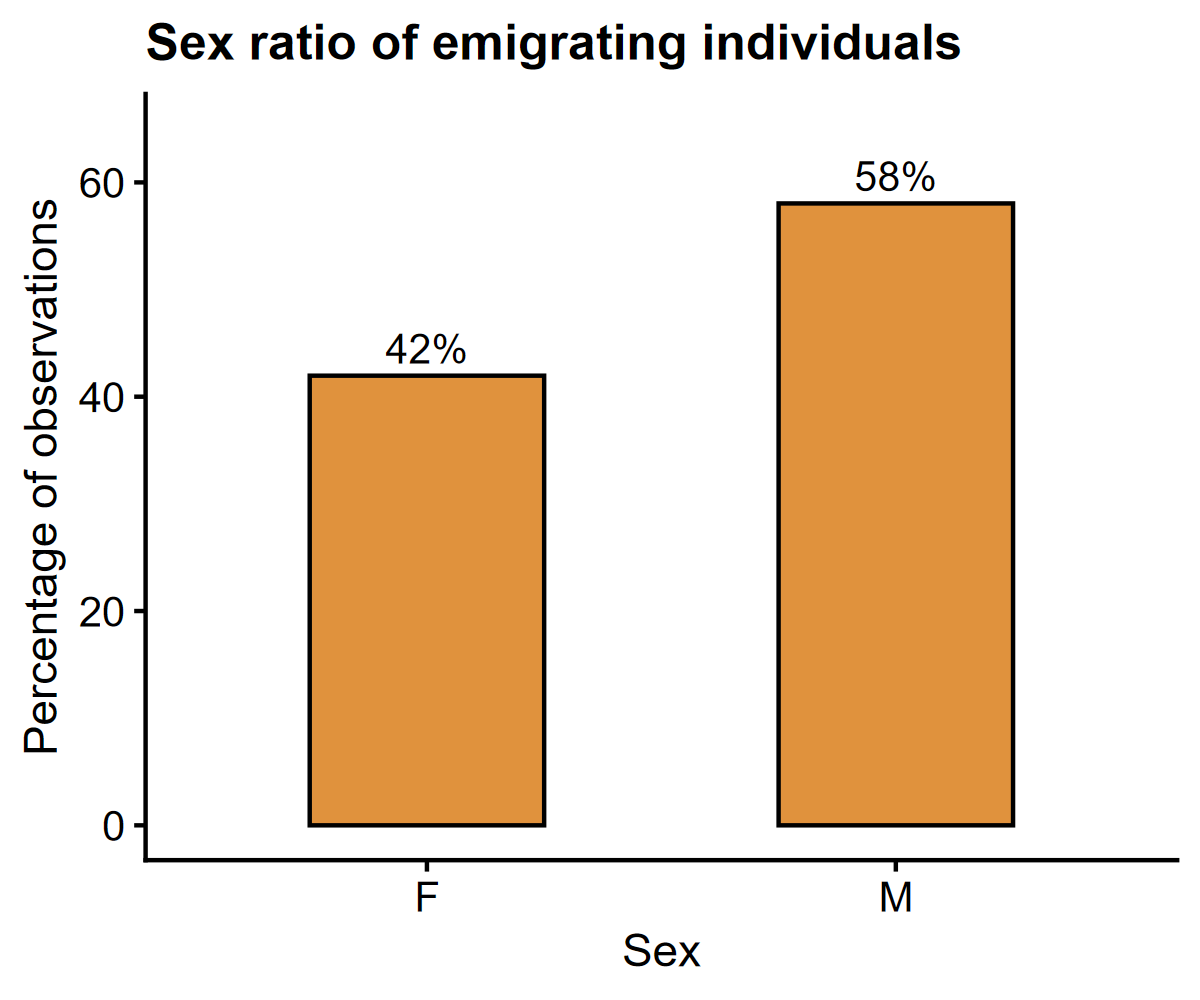 Sex ratio of emigrating individuals
Percentage of observations
60
40
20
0
42%
58%
F
M
Sex